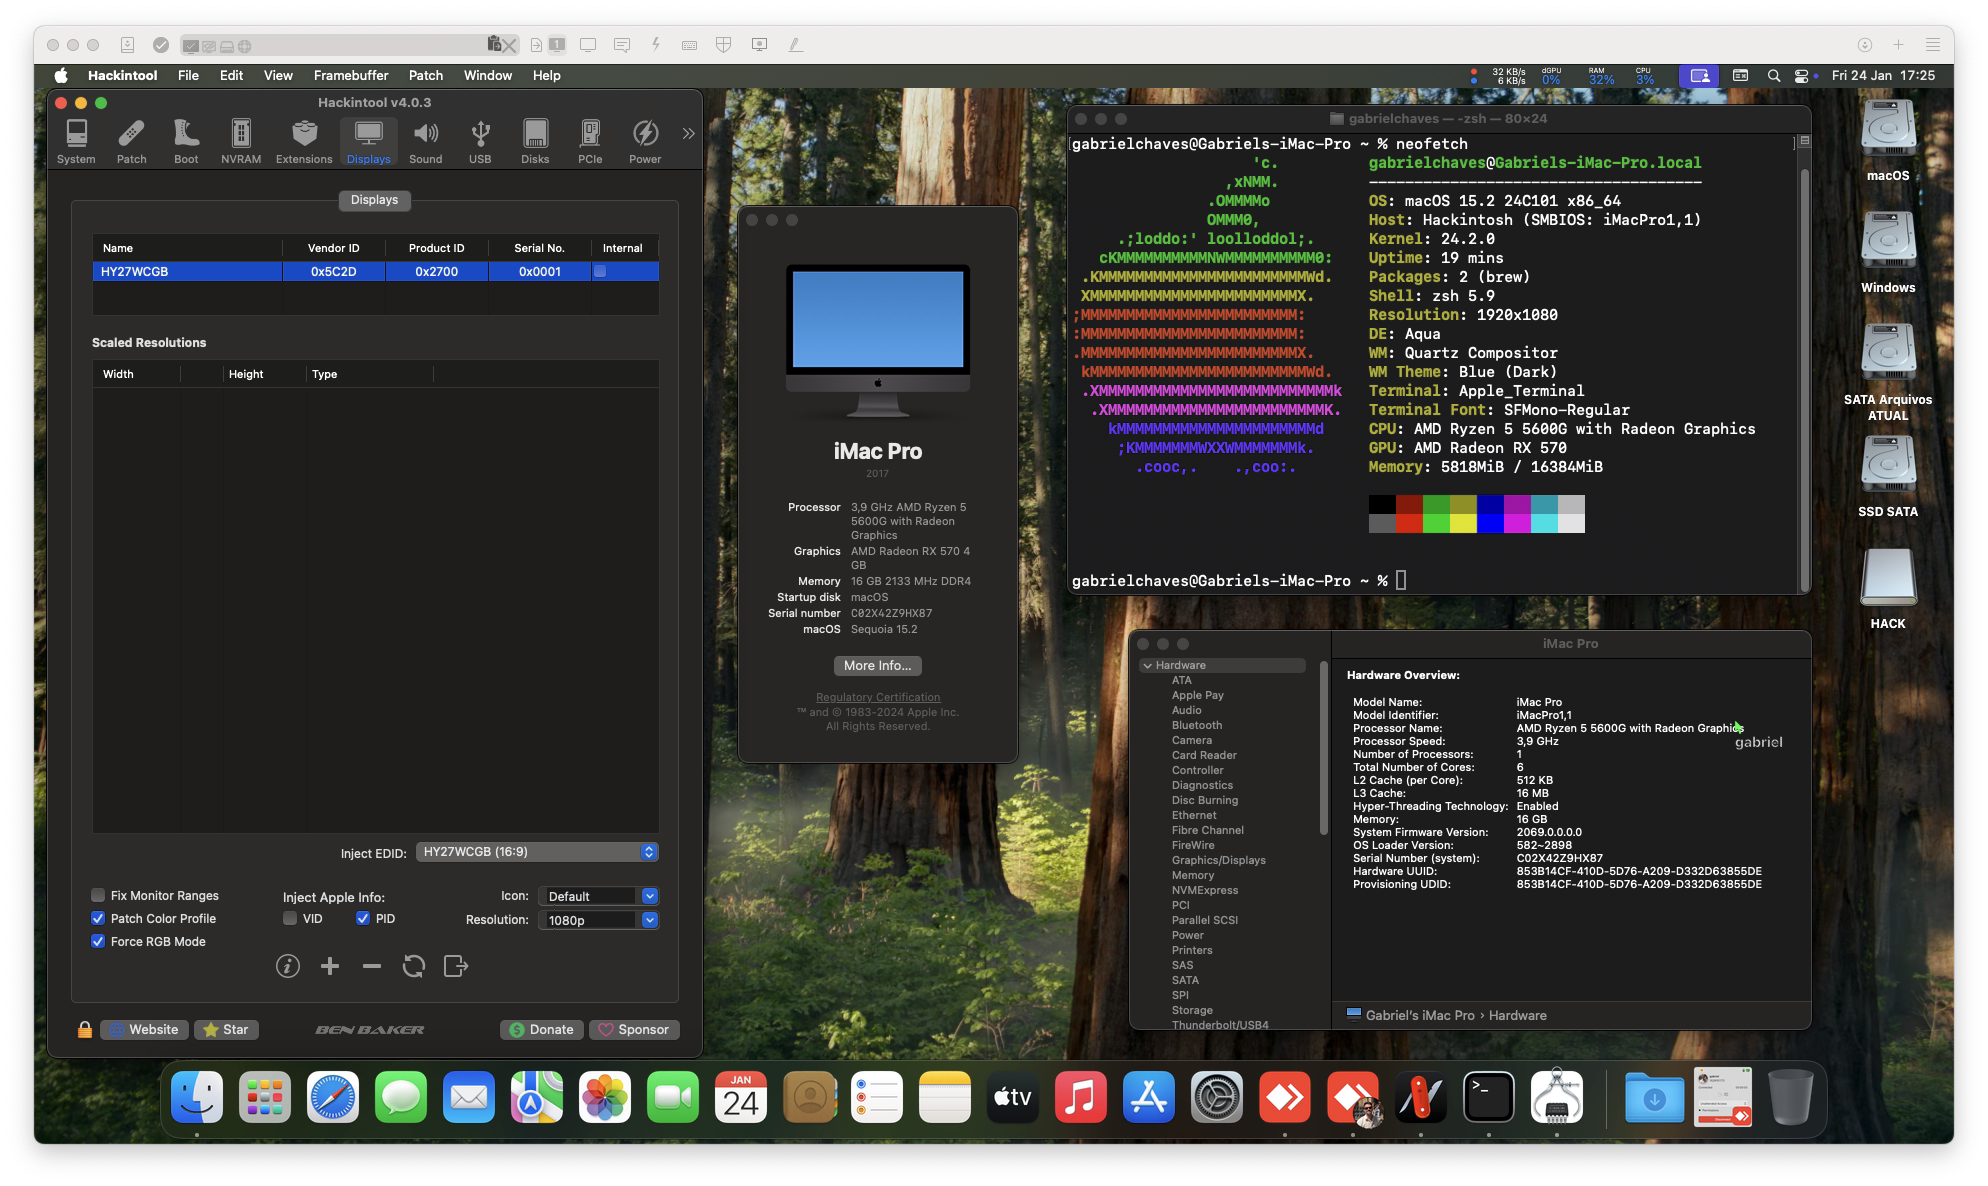 1
Hackintool File Edit View Framebuffer Patch Window Help
32 KB/s
6 KB/s
dGPU
0%
RAM
32%
CPU
3%
Fri 24 Jan 17:25
Hackintool v4.0.3
System Patch Boot NVRAM Extensions Displays Sound USB Disks PCIe Power
Displays
Name Vendor ID Product ID Serial No. Internal
HY27WCGB 0x5C2D 0x2700 0x0001
Scaled Resolutions
Width Height Type
Inject EDID: HY27WCGB (16:9)
Fix Monitor Ranges
Patch Color Profile
Force RGB Mode
Inject Apple Info:
VID PID
Icon: Default
Resolution: 1080p
Website Star BEN BAKER Donate Sponsor
iMac Pro
2017
Processor 3,9 GHz AMD Ryzen 5
5600G with Radeon
Graphics
Graphics AMD Radeon RX 570 4
GB
Memory 16 GB 2133 MHz DDR4
Startup disk macOS
Serial number C02X42Z9HX87
macOS Sequoia 15.2
More Info...
Regulatory Certification
™ and © 1983-2024 Apple Inc.
All Rights Reserved.
gabrielchaves — -zsh — 80×24
[gabrielchaves@Gabriels-iMac-Pro ~ % neofetch ]
'c. gabrielchaves@Gabriels-iMac-Pro.local
,xNMM. -------------------------------------
.OMMMMo OS: macOS 15.2 24C101 x86_64
OMMM0, Host: Hackintosh (SMBIOS: iMacPro1,1)
.;loddo:' loolloddol;. Kernel: 24.2.0
cKMMMMMMMMMMNWMMMMMMMMMM0: Uptime: 19 mins
.KMMMMMMMMMMMMMMMMMMMMMMMWd. Packages: 2 (brew)
XMMMMMMMMMMMMMMMMMMMMMMMX. Shell: zsh 5.9
;MMMMMMMMMMMMMMMMMMMMMMMM: Resolution: 1920x1080
:MMMMMMMMMMMMMMMMMMMMMMMM: DE: Aqua
.MMMMMMMMMMMMMMMMMMMMMMMMX. WM: Quartz Compositor
kMMMMMMMMMMMMMMMMMMMMMMMMWd. WM Theme: Blue (Dark)
.XMMMMMMMMMMMMMMMMMMMMMMMMMMk Terminal: Apple_Terminal
.XMMMMMMMMMMMMMMMMMMMMMMMMK. Terminal Font: SFMono-Regular
kMMMMMMMMMMMMMMMMMMMMMMd CPU: AMD Ryzen 5 5600G with Radeon Graphics
;KMMMMMMMWXXWMMMMMMMk. GPU: AMD Radeon RX 570
.cooc,. .,coo:. Memory: 5818MiB / 16384MiB
gabrielchaves@Gabriels-iMac-Pro ~ %
iMac Pro
Hardware
ATA
Apple Pay
Audio
Bluetooth
Camera
Card Reader
Controller
Diagnostics
Disc Burning
Ethernet
Fibre Channel
FireWire
Graphics/Displays
Memory
NVMExpress
PCI
Parallel SCSI
Power
Printers
SAS
SATA
SPI
Storage
Thunderbolt/USB4
Hardware Overview:
Model Name: iMac Pro
Model Identifier: iMacPro1,1
Processor Name: AMD Ryzen 5 5600G with Radeon Graphics
Processor Speed: 3,9 GHz
Number of Processors: 1
Total Number of Cores: 6
L2 Cache (per Core): 512 KB
L3 Cache: 16 MB
Hyper-Threading Technology: Enabled
Memory: 16 GB
System Firmware Version: 2069.0.0.0.0
OS Loader Version: 582~2898
Serial Number (system): C02X42Z9HX87
Hardware UUID: 853B14CF-410D-5D76-A209-D332D63855DE
Provisioning UDID: 853B14CF-410D-5D76-A209-D332D63855DE
gabriel
Gabriel's iMac Pro › Hardware
macOS
Windows
SATA Arquivos
ATUAL
SSD SATA
HACK
JAN
24
tv
>_